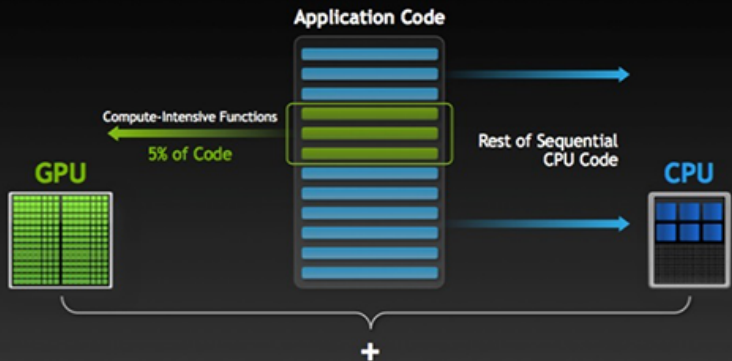 Application Code
Compute-Intensive Functions
5% of Code
GPU
Rest of Sequential
CPU Code
CPU
+